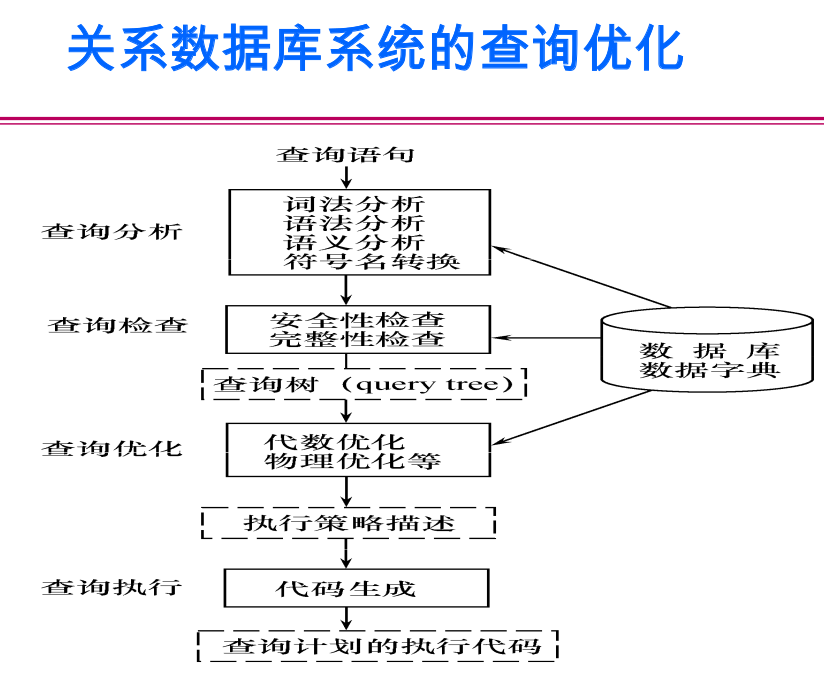 关系数据库系统的查询优化
查询语句
查询分析
词法分析
语法分析
语义分析
符号名转换
查询检查
安全性检查
完整性检查
数 据 库
数据字典
查询树（query tree）
查询优化
代数优化
物理优化等
执行策略描述
查询执行
代码生成
查询计划的执行代码